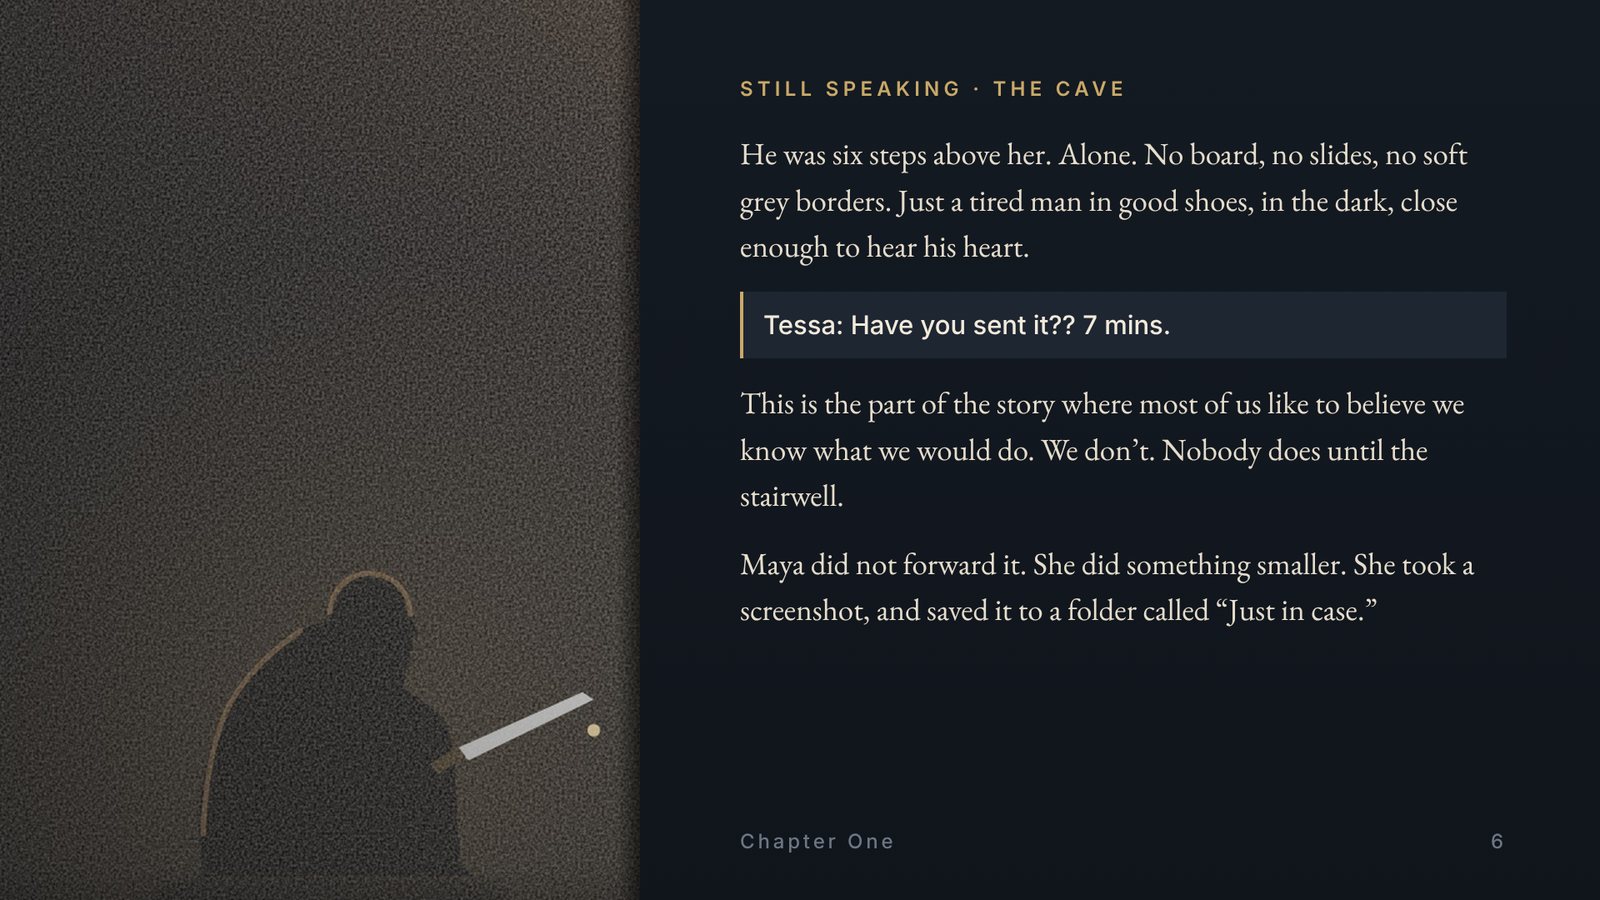 STILL SPEAKING · THE CAVE
He was six steps above her. Alone. No board, no slides, no soft
grey borders. Just a tired man in good shoes, in the dark, close
enough to hear his heart.
Tessa: Have you sent it?? 7 mins.
This is the part of the story where most of us like to believe we
know what we would do. We don’t. Nobody does until the
stairwell.
Maya did not forward it. She did something smaller. She took a
screenshot, and saved it to a folder called “Just in case.”
Chapter One
6